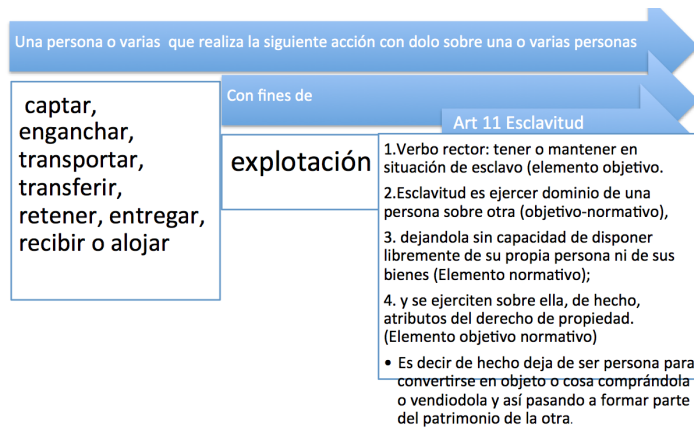 Una persona o varias que realiza la siguiente acción con dolo sobre una o varias personas
captar,
enganchar,
transportar,
transferir,
retener, entregar,
recibir o alojar
Con fines de
explotación
Art 11 Esclavitud
1.Verbo rector: tener o mantener en
situación de esclavo (elemento objetivo.
2.Esclavitud es ejercer dominio de una
persona sobre otra (objetivo-normativo),
3. dejandola sin capacidad de disponer
libremente de su propia persona ni de sus
bienes (Elemento normativo);
4. y se ejerciten sobre ella, de hecho,
atributos del derecho de propiedad.
(Elemento objetivo normativo)
• Es decir de hecho deja de ser persona para
convertirse en objeto o cosa comprándola
o vendiodola y así pasando a formar parte
del patrimonio de la otra.